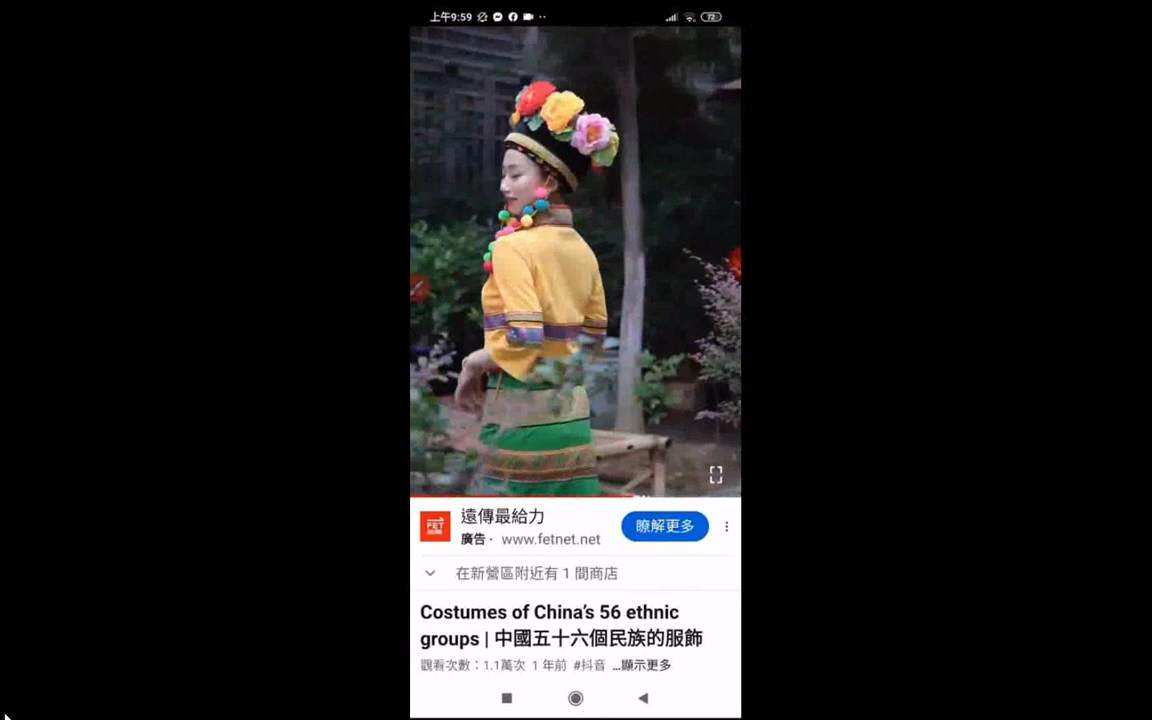 上午9:59
72
FET
遠傳最給力
廣告 · www.fetnet.net
瞭解更多
在新營區附近有 1 間商店
Costumes of China’s 56 ethnic
groups | 中國五十六個民族的服飾
觀看次數：1.1萬次 1 年前 #抖音 ...顯示更多